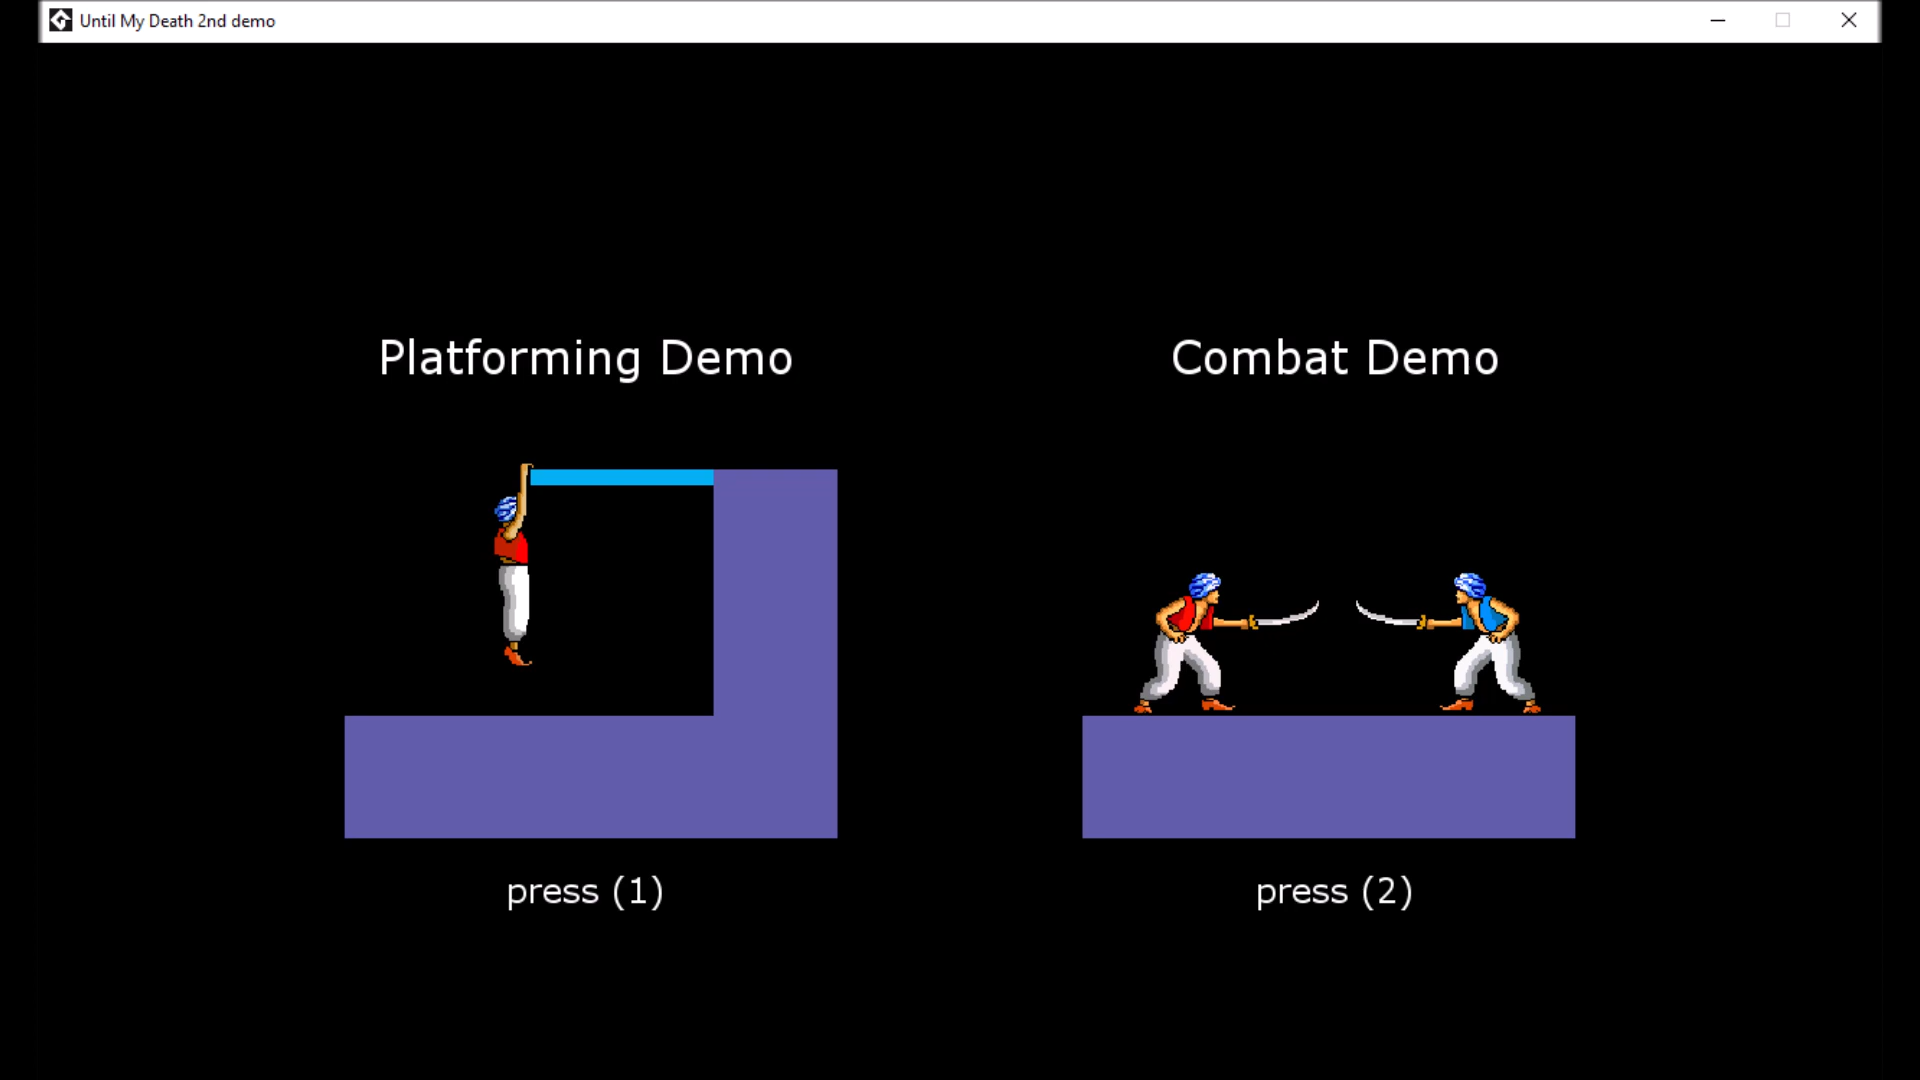 Until My Death 2nd demo
Platforming Demo
Combat Demo
press (1)
press (2)